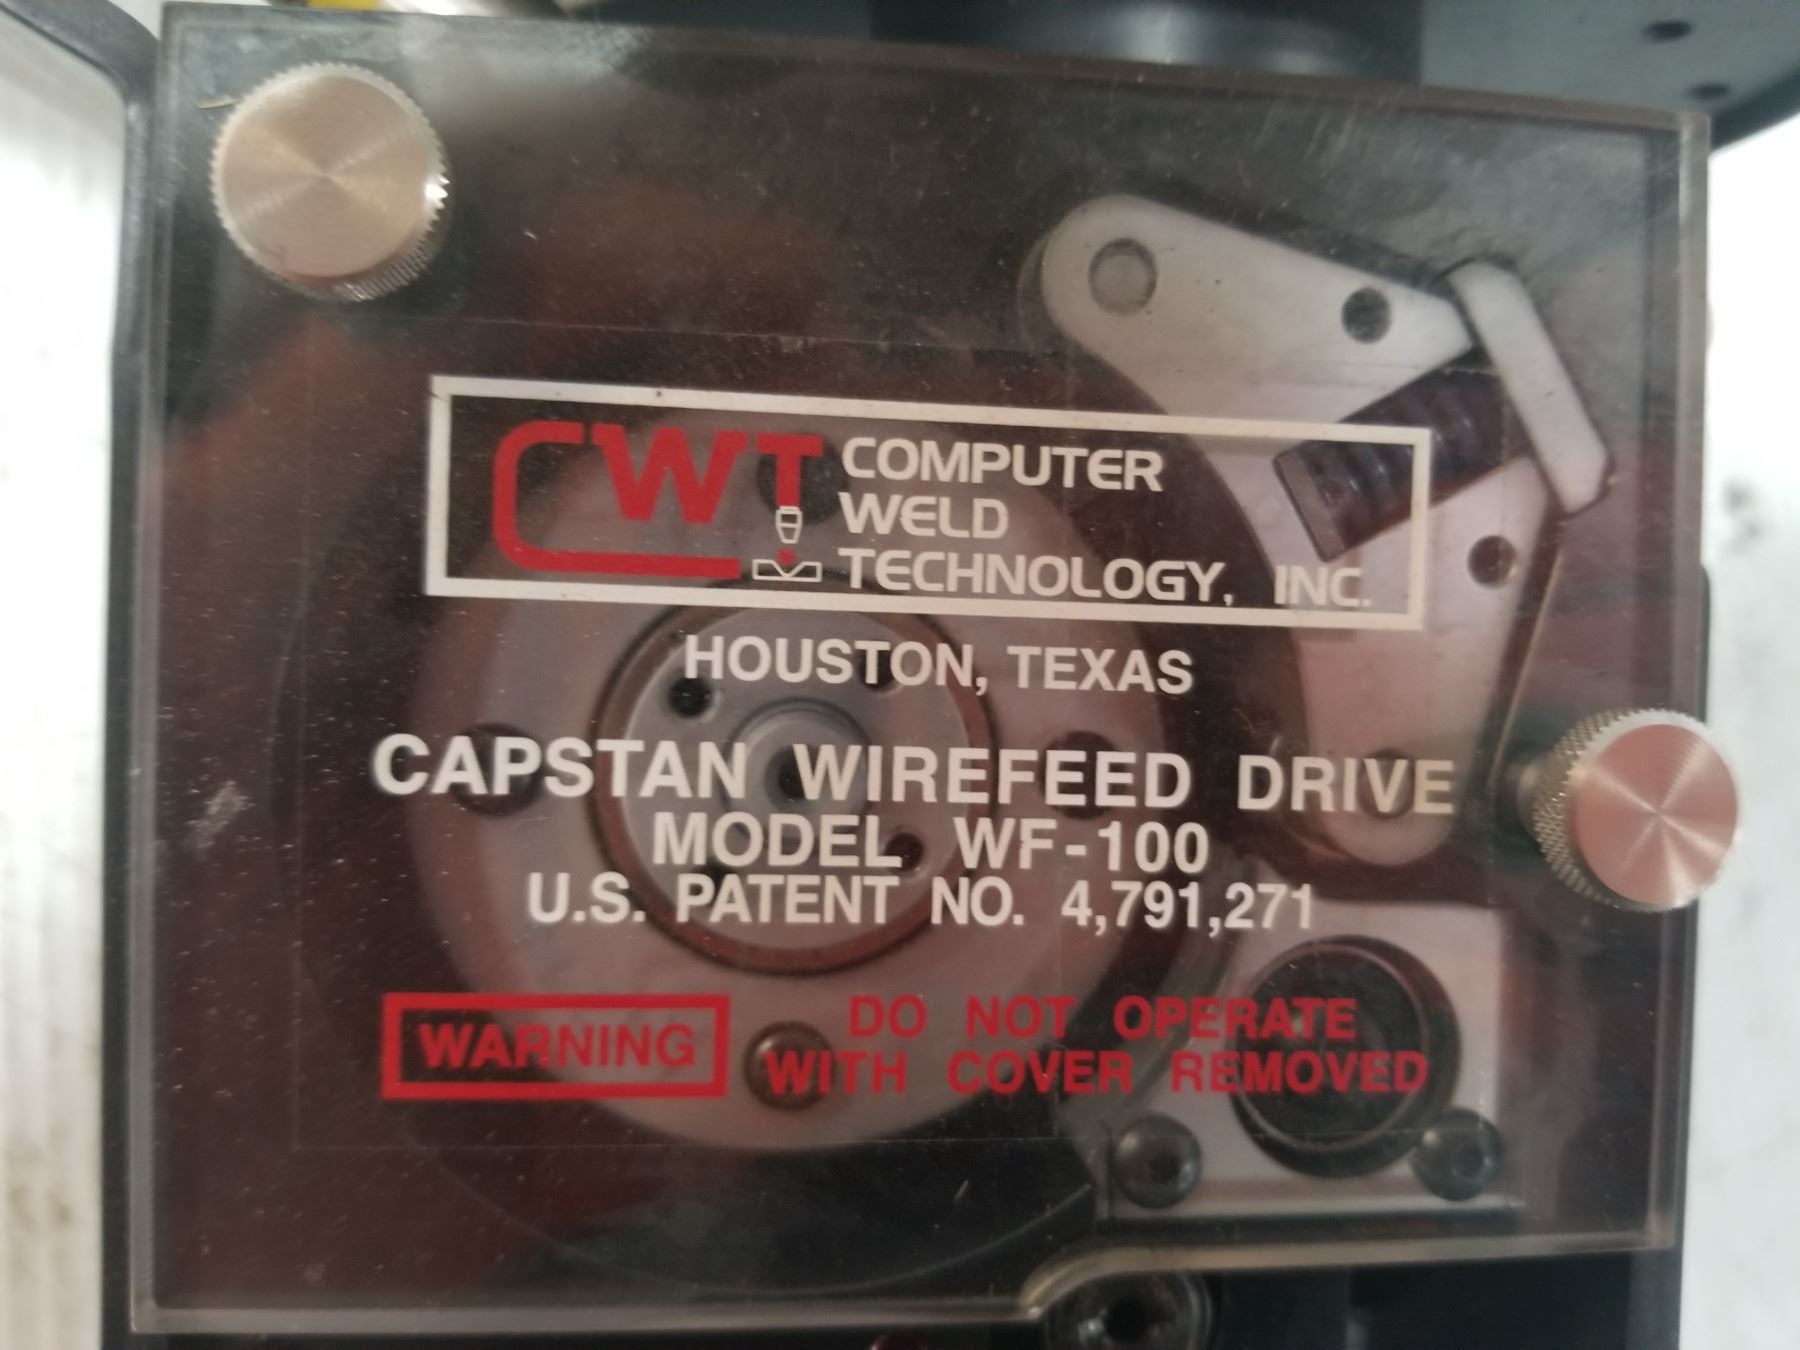 CWT
COMPUTER
WELD
TECHNOLOGY, INC.
HOUSTON, TEXAS
CAPSTAN WIREFEED DRIVE
MODEL WF-100
U.S. PATENT NO. 4,791,271
WARNING
DO NOT OPERATE
WITH COVER REMOVED